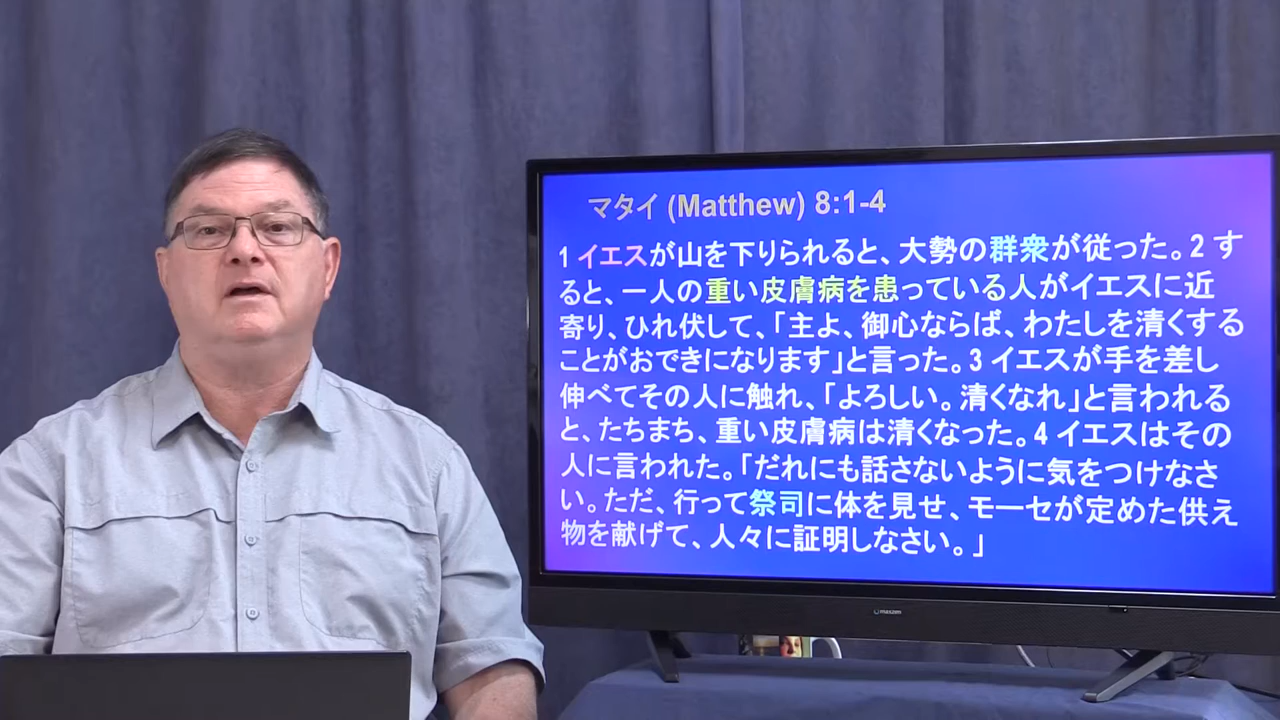 マタイ (Matthew) 8:1-4
1 イエスが山を下りられると、大勢の群衆が従った。2 す
ると、一人の重い皮膚病を患っている人がイエスに近
寄り、ひれ伏して、「主よ、御心ならば、わたしを清くする
ことがおできになります」と言った。3 イエスが手を差し
伸べてその人に触れ、「よろしい。清くなれ」と言われる
と、たちまち、重い皮膚病は清くなった。4 イエスはその
人に言われた。「だれにも話さないように気をつけなさ
い。ただ、行って祭司に体を見せ、モーセが定めた供え
物を献げて、人々に証明しなさい。」
maxzen